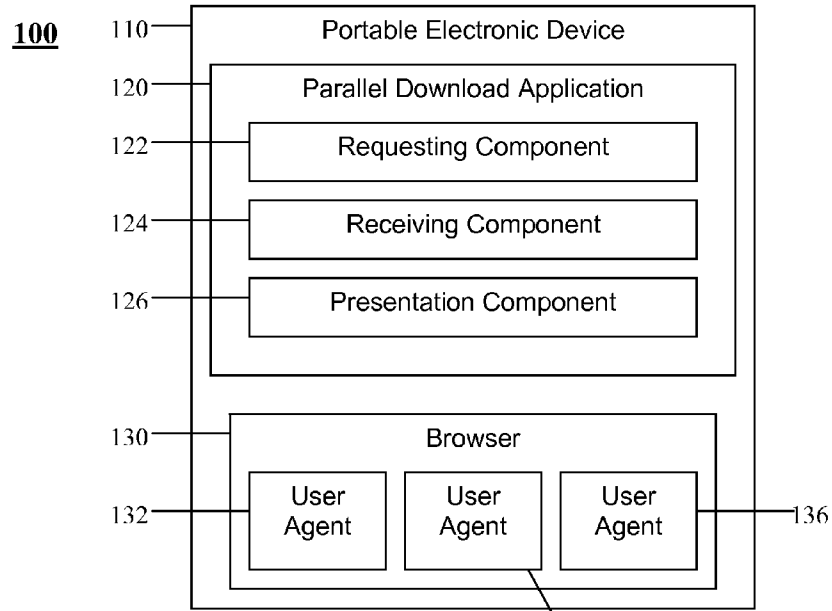 100
110
Portable Electronic Device
120
Parallel Download Application
122
Requesting Component
124
Receiving Component
126
Presentation Component
130
Browser
132
User
Agent
User
Agent
User
Agent
136